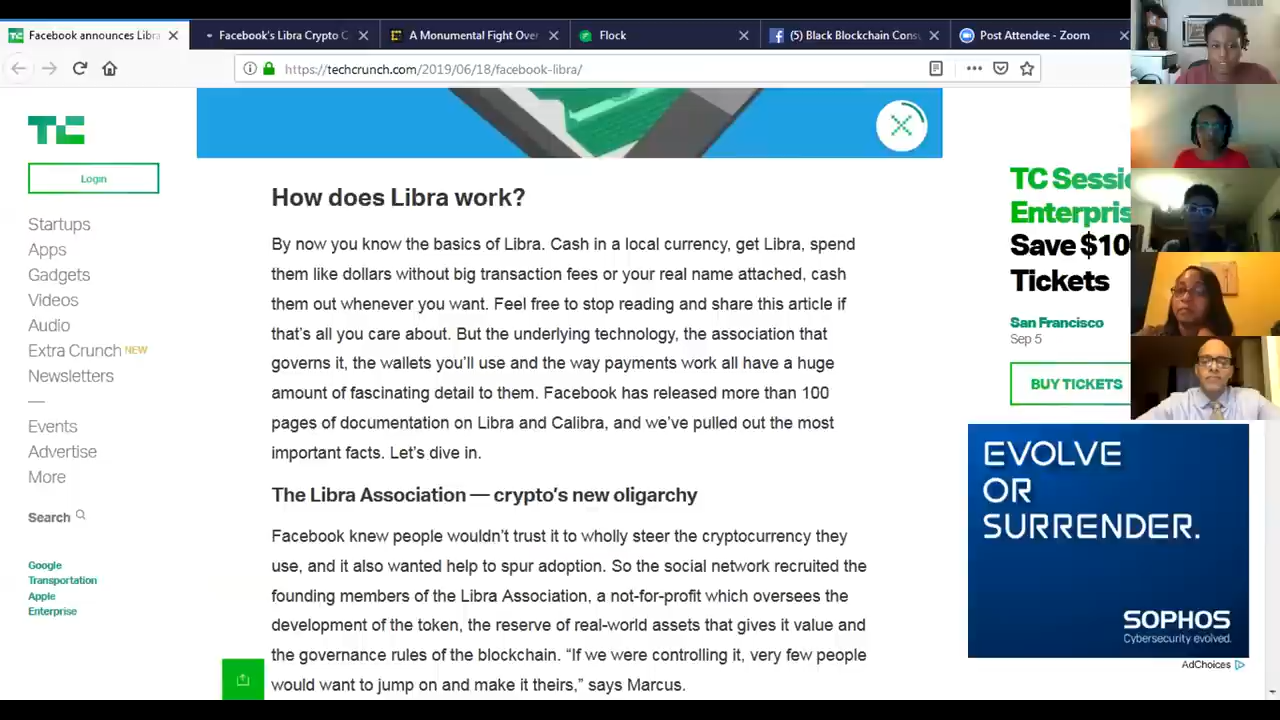 Facebook announces Libra
Facebook's Libra Crypto C
A Monumental Fight Over
Flock
(5) Black Blockchain Cons
Post Attendee - Zoom
https://techcrunch.com/2019/06/18/facebook-libra/
TC
Login
Startups
Apps
Gadgets
Videos
Audio
Extra Crunch NEW
Newsletters
—
Events
Advertise
More
Search
Google
Transportation
Apple
Enterprise
How does Libra work?
By now you know the basics of Libra. Cash in a local currency, get Libra, spend
them like dollars without big transaction fees or your real name attached, cash
them out whenever you want. Feel free to stop reading and share this article if
that's all you care about. But the underlying technology, the association that
governs it, the wallets you'll use and the way payments work all have a huge
amount of fascinating detail to them. Facebook has released more than 100
pages of documentation on Libra and Calibra, and we've pulled out the most
important facts. Let's dive in.
The Libra Association — crypto's new oligarchy
Facebook knew people wouldn't trust it to wholly steer the cryptocurrency they
use, and it also wanted help to spur adoption. So the social network recruited the
founding members of the Libra Association, a not-for-profit which oversees the
development of the token, the reserve of real-world assets that gives it value and
the governance rules of the blockchain. “If we were controlling it, very few people
would want to jump on and make it theirs,” says Marcus.
TC Sessi
Enterpris
Save $10
Tickets
San Francisco
Sep 5
BUY TICKETS
EVOLVE
OR
SURRENDER.
SOPHOS
Cybersecurity evolved.
AdChoices